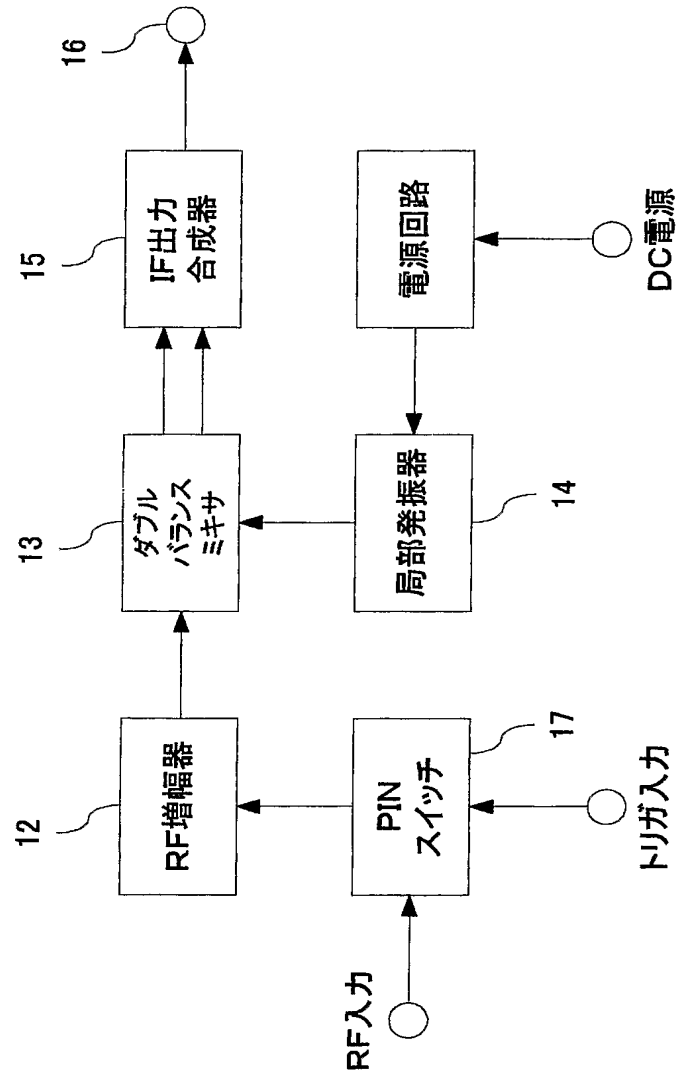 12
RF増幅器
13
ダブル
バランス
ミキサ
15
IF出力
合成器
16
RF入力
PIN
スイッチ
17
トリガ入力
局部発振器
14
電源回路
DC電源